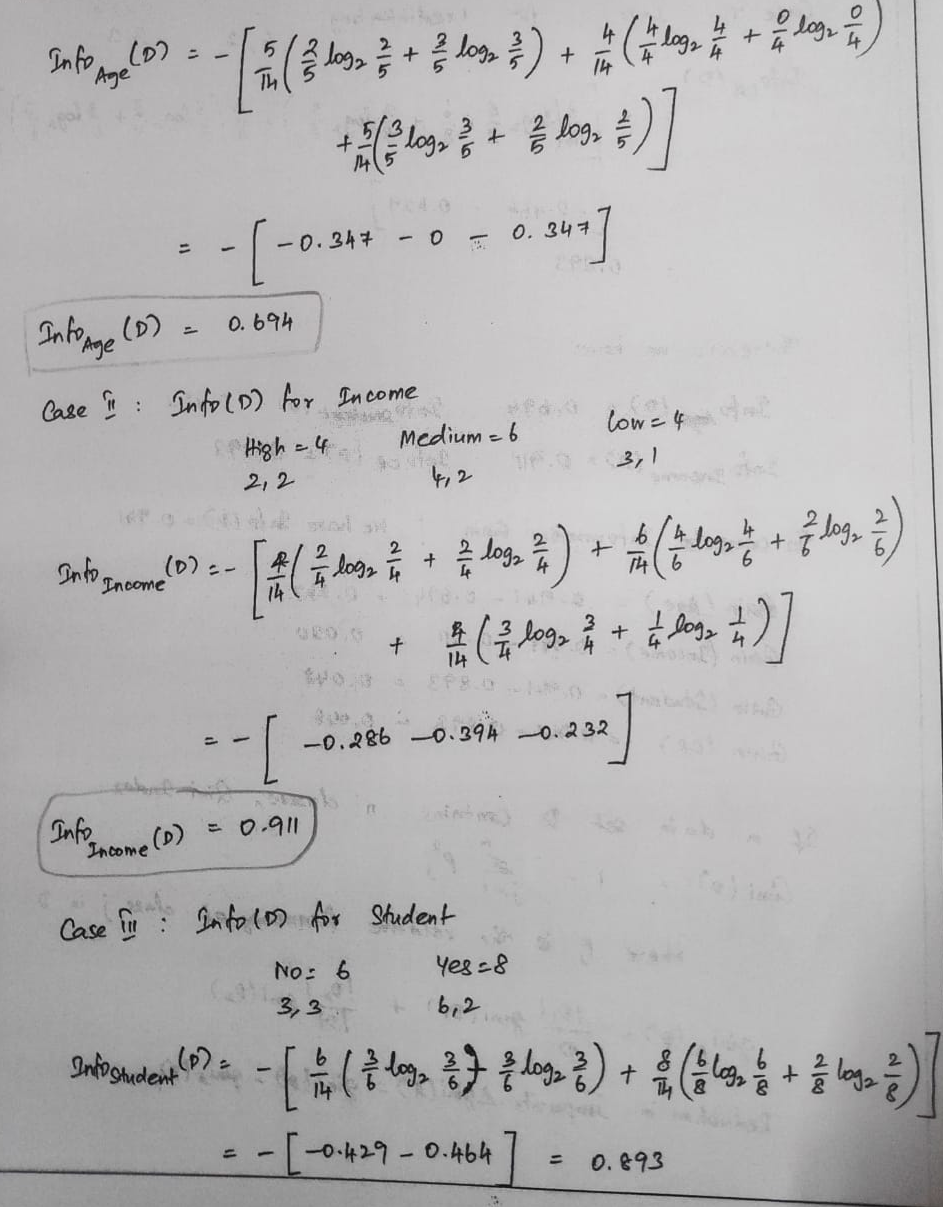 Info_Age (D) = - [ 5/14 ( 2/5 log₂ 2/5 + 3/5 log₂ 3/5 ) + 4/14 ( 4/4 log₂ 4/4 + 0/4 log₂ 0/4 )
+ 5/14 ( 3/5 log₂ 3/5 + 2/5 log₂ 2/5 ) ]
= - [ -0.347 - 0 - 0.347 ]
Info_Age (D) = 0.694
Case II : Info(D) for Income
High = 4 Medium = 6 Low = 4
2,2 4,2 3,1
Info_Income (D) = - [ 4/14 ( 2/4 log₂ 2/4 + 2/4 log₂ 2/4 ) + 6/14 ( 4/6 log₂ 4/6 + 2/6 log₂ 2/6 )
+ 4/14 ( 3/4 log₂ 3/4 + 1/4 log₂ 1/4 ) ]
= - [ -0.286 -0.394 -0.232 ]
Info_Income (D) = 0.911
Case III : Info(D) for Student
No = 6 Yes = 8
3,3 6,2
Info_Student (D) = - [ 6/14 ( 3/6 log₂ 3/6 + 3/6 log₂ 3/6 ) + 8/14 ( 6/8 log₂ 6/8 + 2/8 log₂ 2/8 ) ]
= - [ -0.429 - 0.464 ] = 0.893